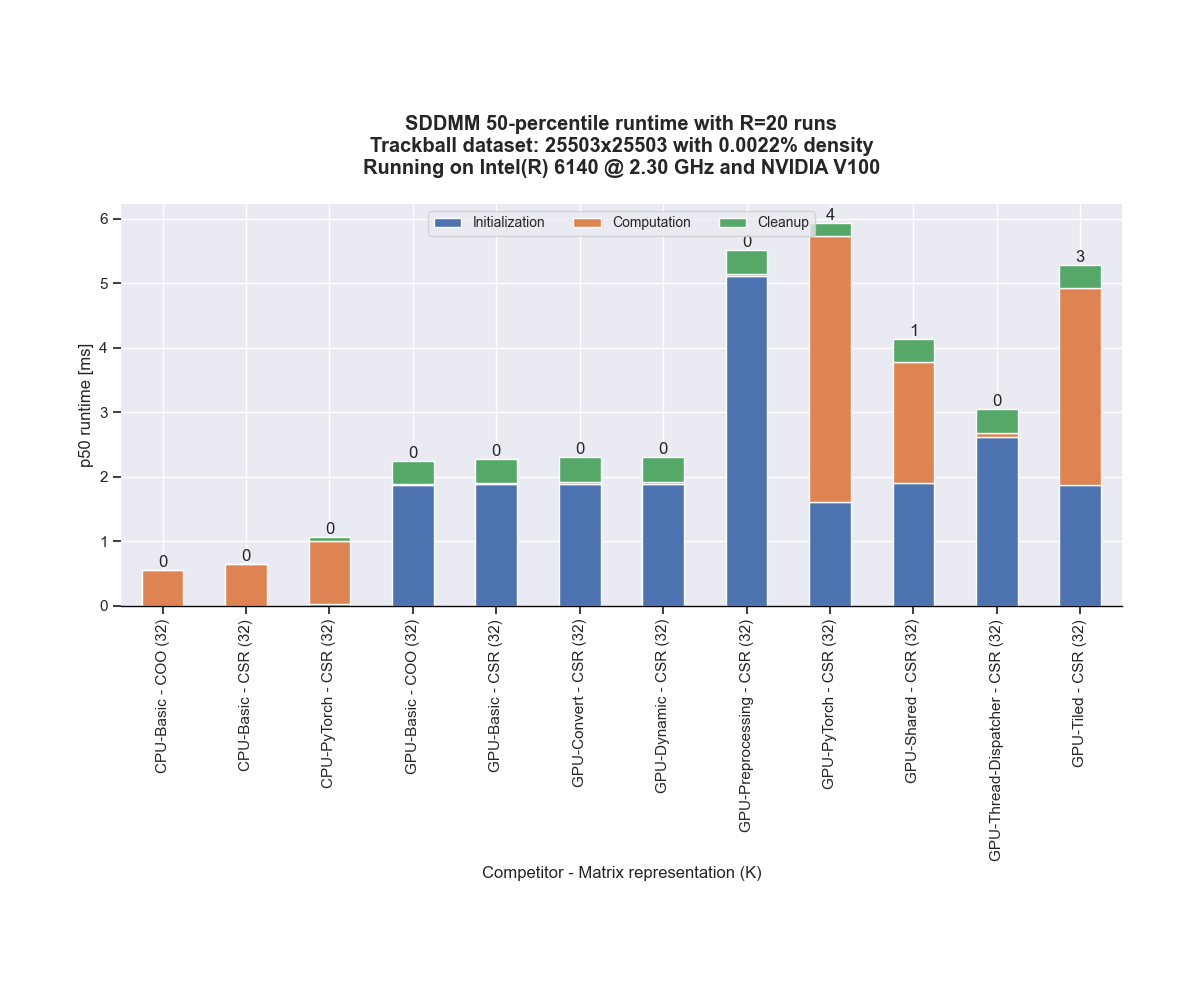 SDDMM 50-percentile runtime with R=20 runs
Trackball dataset: 25503x25503 with 0.0022% density
Running on Intel(R) 6140 @ 2.30 GHz and NVIDIA V100
Initialization
Computation
Cleanup
p50 runtime [ms]
6
5
4
3
2
1
0
0
0
0
0
0
0
0
0
4
1
0
3
CPU-Basic - COO (32)
CPU-Basic - CSR (32)
CPU-PyTorch - CSR (32)
GPU-Basic - COO (32)
GPU-Basic - CSR (32)
GPU-Convert - CSR (32)
GPU-Dynamic - CSR (32)
GPU-Preprocessing - CSR (32)
GPU-PyTorch - CSR (32)
GPU-Shared - CSR (32)
GPU-Thread-Dispatcher - CSR (32)
GPU-Tiled - CSR (32)
Competitor - Matrix representation (K)